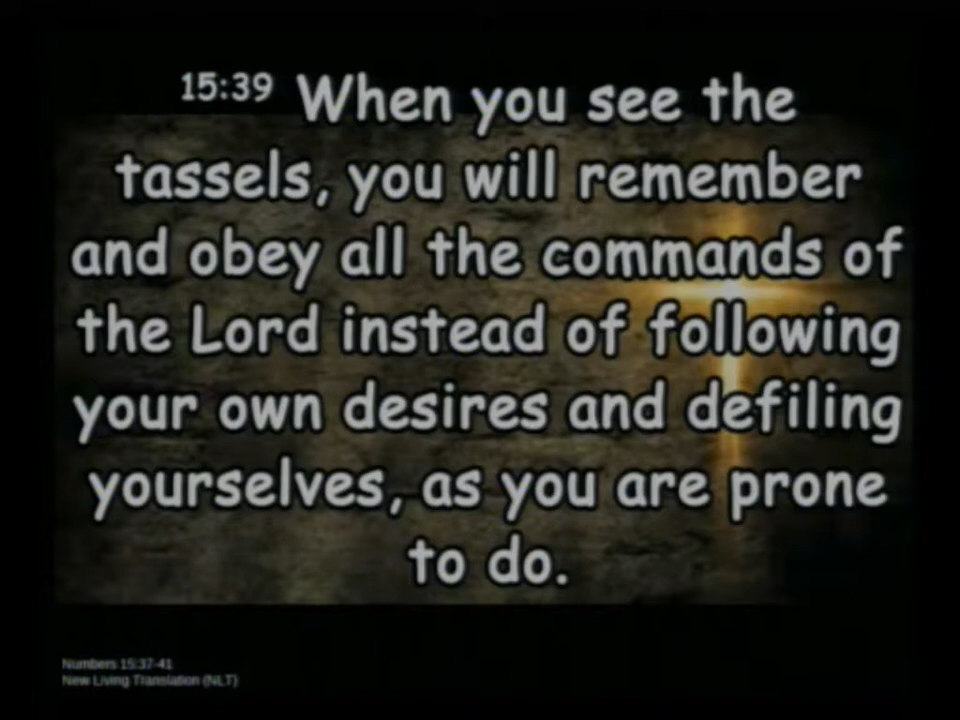 15:39 When you see the
tassels, you will remember
and obey all the commands of
the Lord instead of following
your own desires and defiling
yourselves, as you are prone
to do.
Numbers 15:37-41
New Living Translation (NLT)